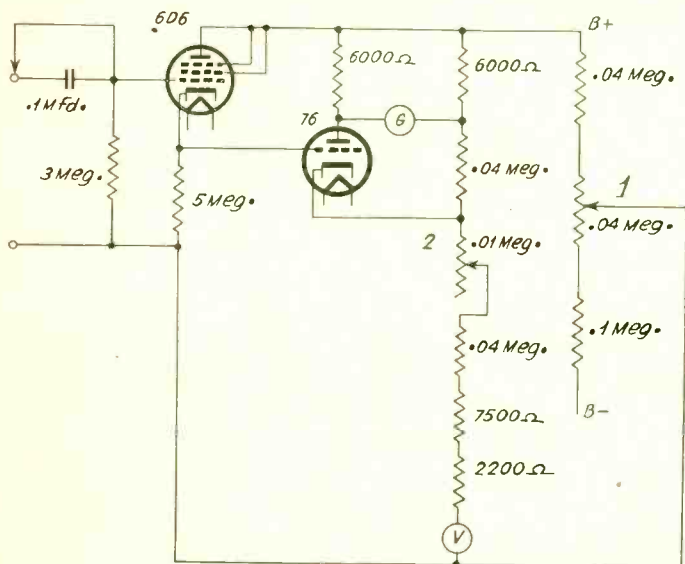 .6D6
B+
6000Ω
6000Ω
.04 Meg.
.1 Mfd.
76
G
3 Meg.
5 Meg.
.04 Meg.
1
.04 Meg.
2
.01 Meg.
.04 Meg.
.1 Meg.
7500Ω
B-
2200Ω
V